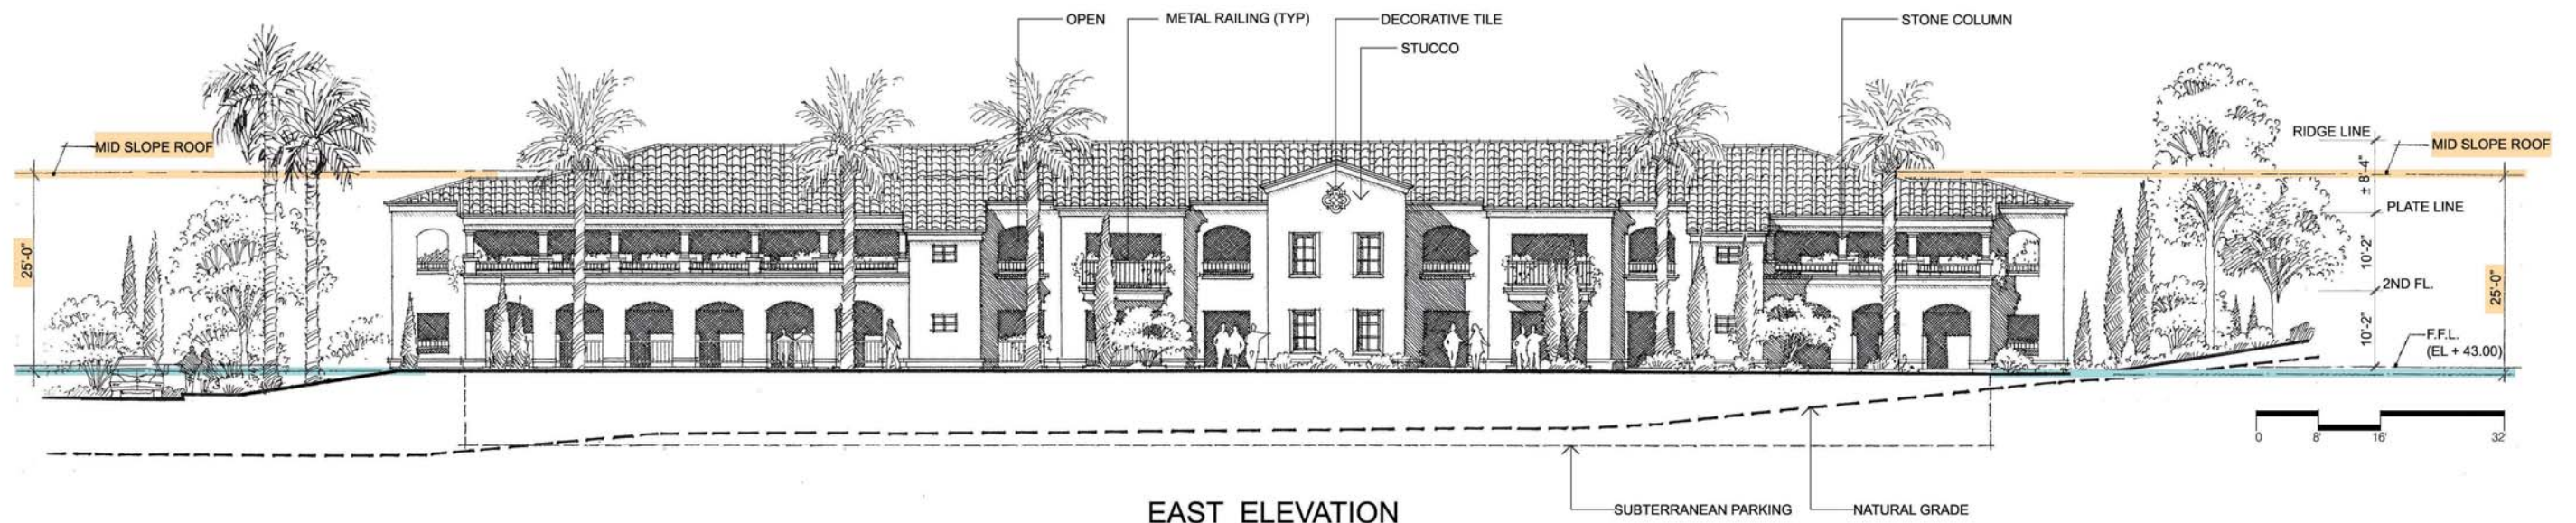 OPEN
METAL RAILING (TYP)
DECORATIVE TILE
STONE COLUMN
STUCCO
MID SLOPE ROOF
RIDGE LINE
MID SLOPE ROOF
± 8'-4"
PLATE LINE
25'-0"
10'-2"
2ND FL.
25'-0"
10'-2"
F.F.L.
(EL + 43.00)
0 8' 16' 32'
SUBTERRANEAN PARKING
NATURAL GRADE
EAST ELEVATION